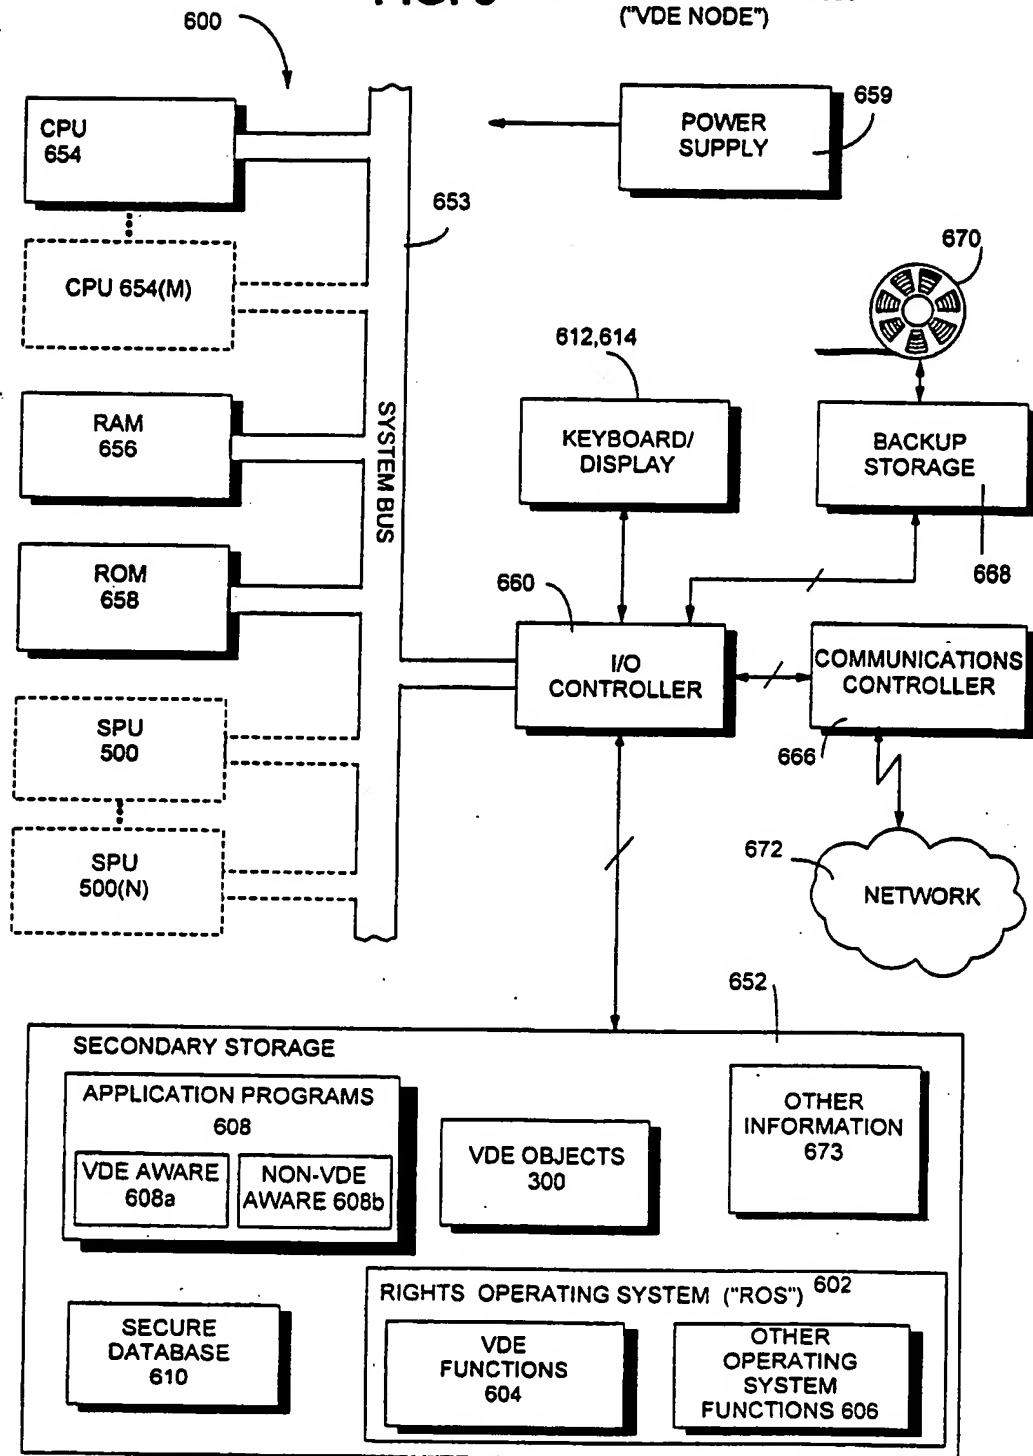 600
("VDE NODE")
CPU
654
POWER
SUPPLY
659
653
CPU 654(M)
670
612,614
RAM
656
SYSTEM BUS
KEYBOARD/
DISPLAY
BACKUP
STORAGE
668
ROM
658
660
I/O
CONTROLLER
COMMUNICATIONS
CONTROLLER
666
SPU
500
SPU
500(N)
672
NETWORK
652
SECONDARY STORAGE
APPLICATION PROGRAMS
608
VDE AWARE
608a
NON-VDE
AWARE 608b
VDE OBJECTS
300
OTHER
INFORMATION
673
SECURE
DATABASE
610
RIGHTS OPERATING SYSTEM ("ROS") 602
VDE
FUNCTIONS
604
OTHER
OPERATING
SYSTEM
FUNCTIONS 606